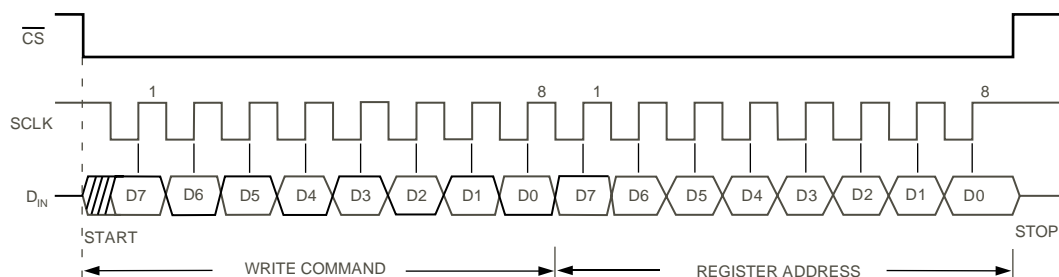 CS
1 8 1 8
SCLK
DIN D7 D6 D5 D4 D3 D2 D1 D0 D7 D6 D5 D4 D3 D2 D1 D0
START STOP
WRITE COMMAND REGISTER ADDRESS